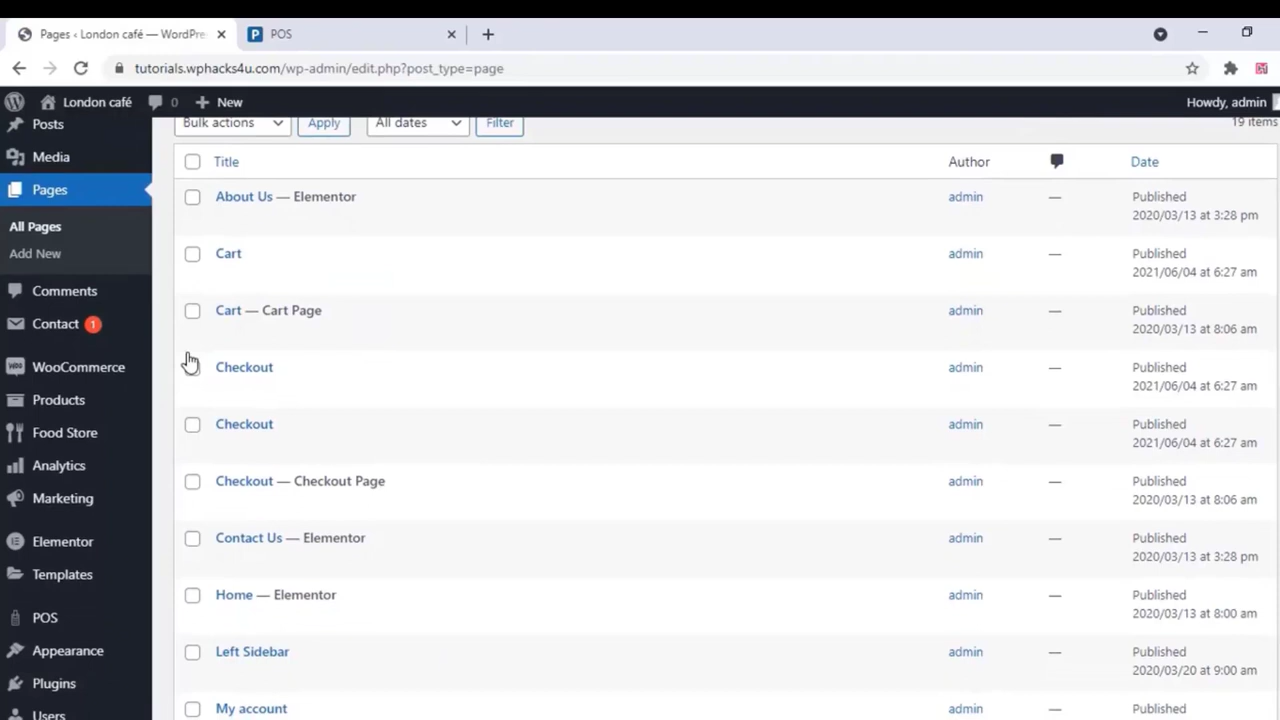 Pages ‹ London café — WordPre
P POS
tutorials.wphacks4u.com/wp-admin/edit.php?post_type=page
London café 0 New Howdy, admin
Posts
Media
Pages
All Pages
Add New
Comments
Contact 1
WooCommerce
Products
Food Store
Analytics
Marketing
Elementor
Templates
POS
Appearance
Plugins
Users
Bulk actions Apply All dates Filter 19 items
Title Author Date
About Us — Elementor admin — Published
2020/03/13 at 3:28 pm
Cart admin — Published
2021/06/04 at 6:27 am
Cart — Cart Page admin — Published
2020/03/13 at 8:06 am
Checkout admin — Published
2021/06/04 at 6:27 am
Checkout admin — Published
2021/06/04 at 6:27 am
Checkout — Checkout Page admin — Published
2020/03/13 at 8:06 am
Contact Us — Elementor admin — Published
2020/03/13 at 3:28 pm
Home — Elementor admin — Published
2020/03/13 at 8:00 am
Left Sidebar admin — Published
2020/03/20 at 9:00 am
My account admin — Published